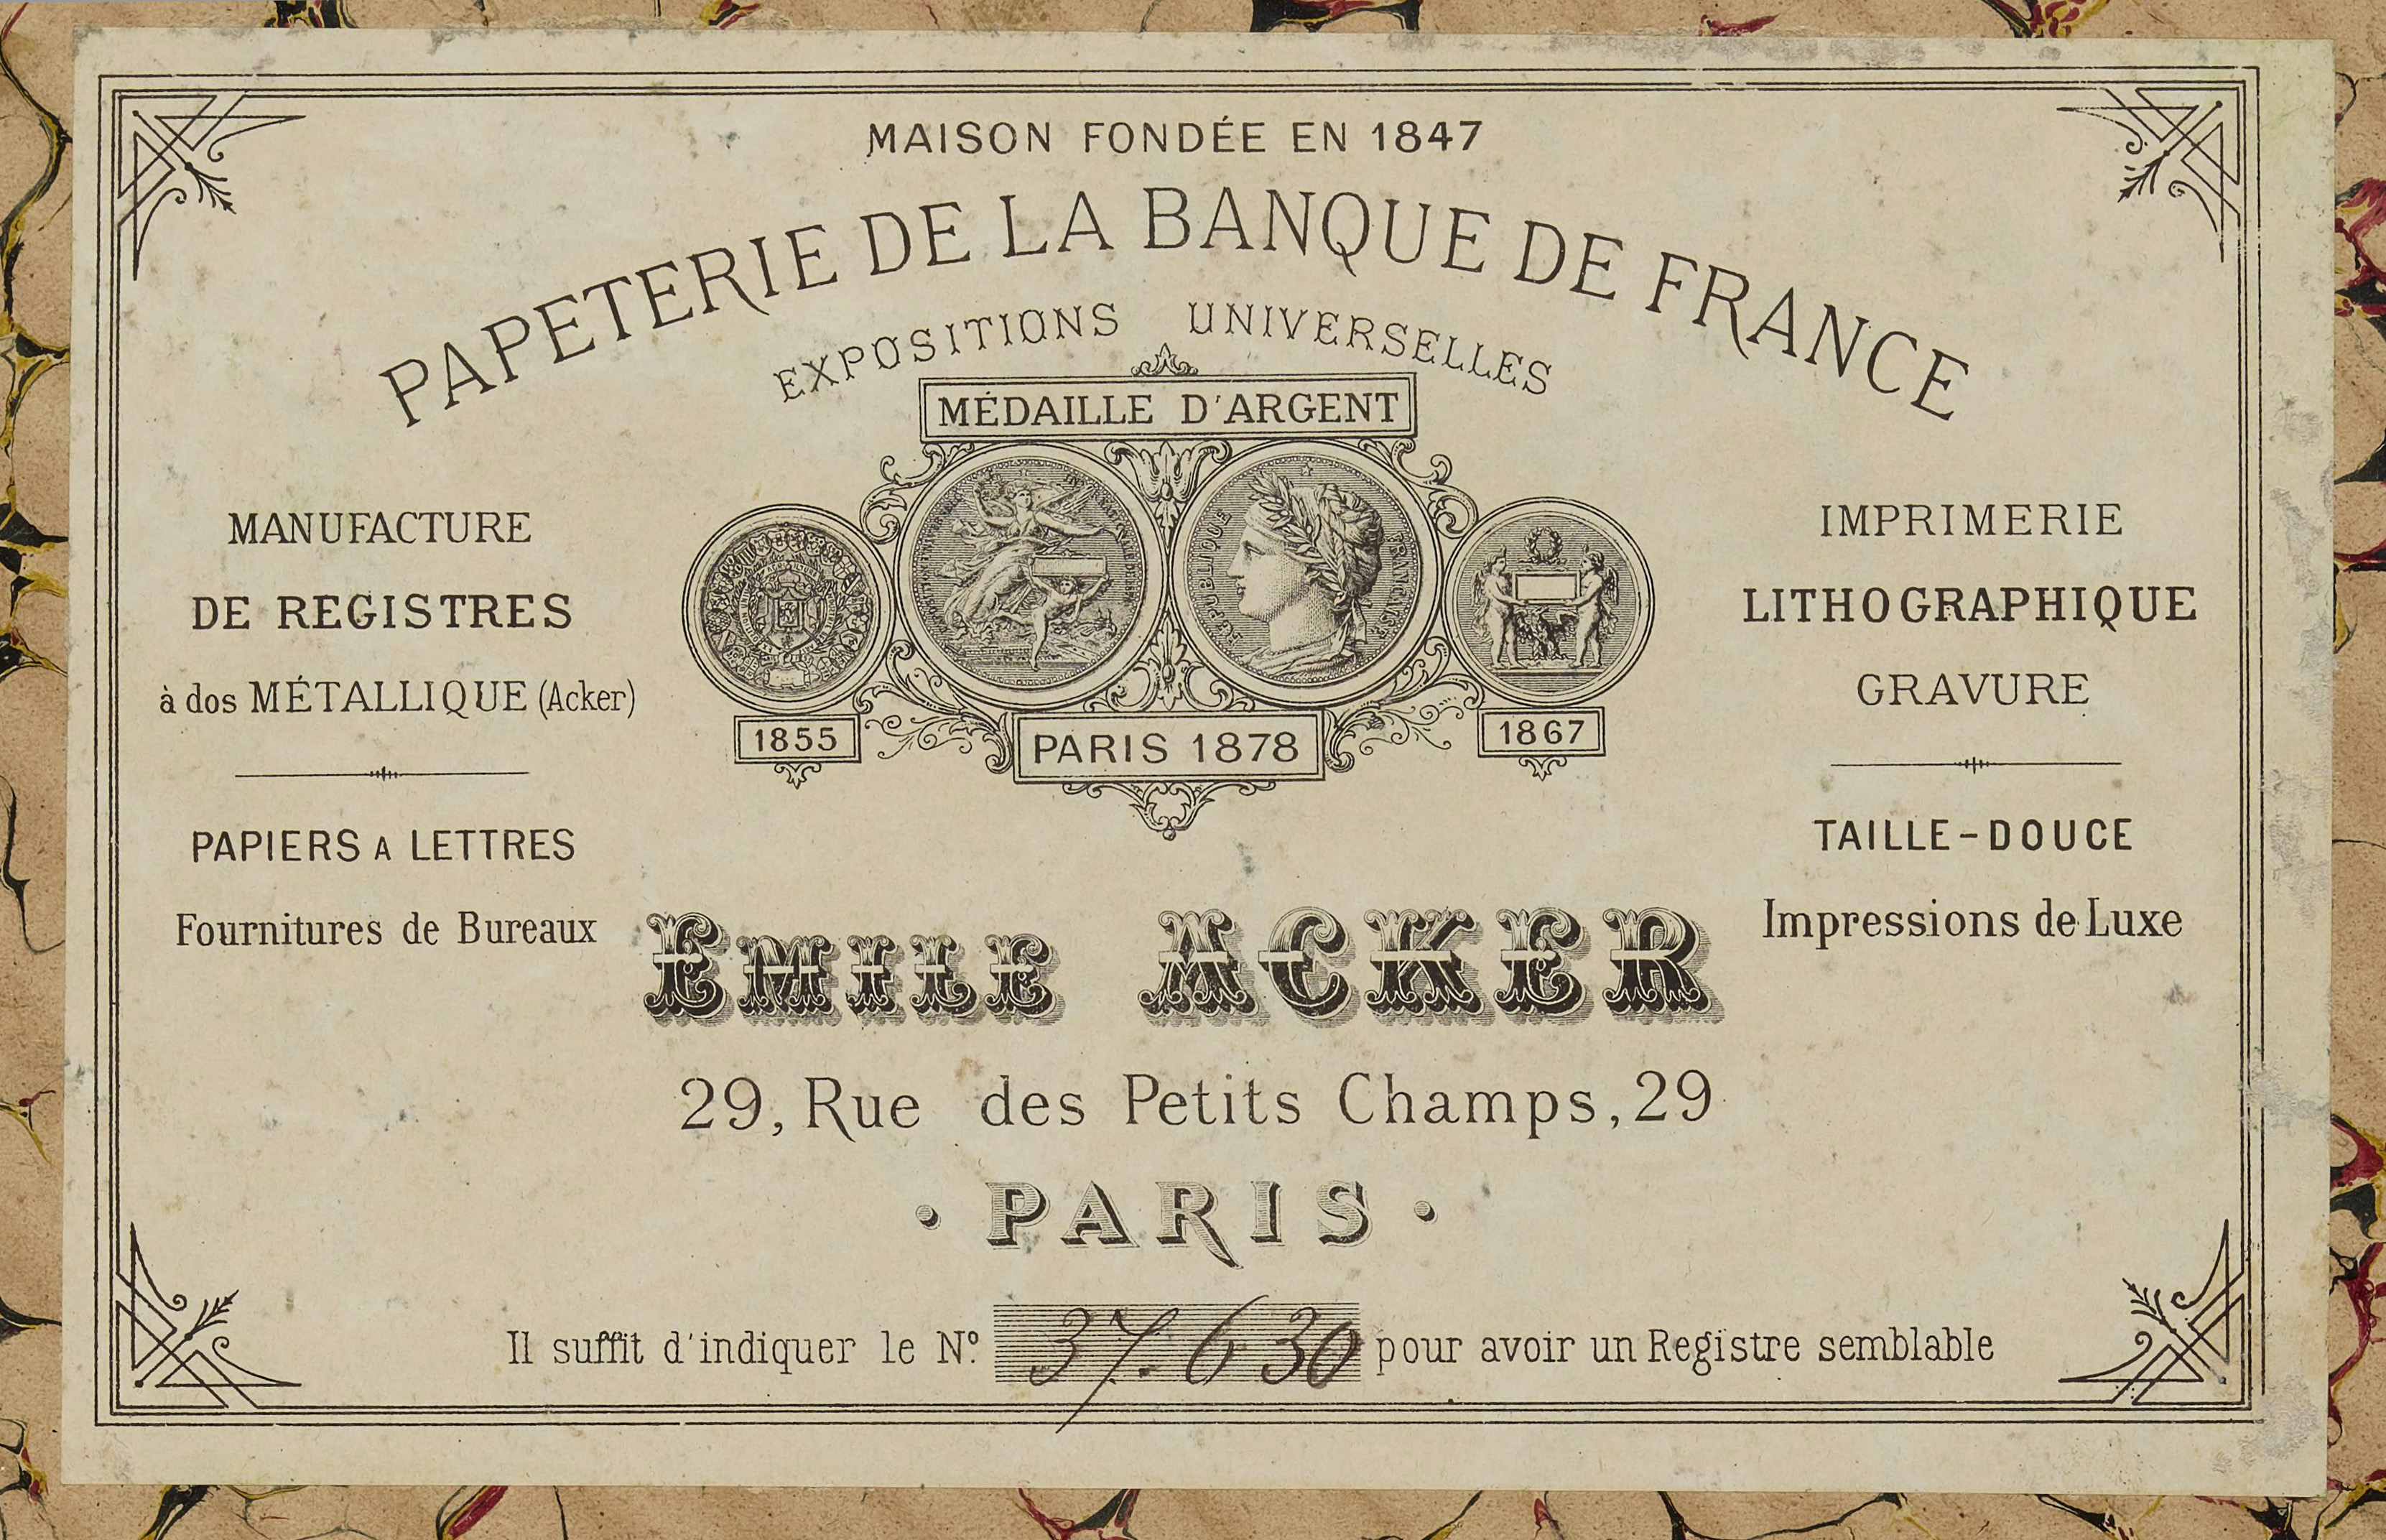 MAISON FONDÉE EN 1847
PAPETERIE DE LA BANQUE DE FRANCE
EXPOSITIONS UNIVERSELLES
MÉDAILLE D'ARGENT
RÉPUBLIQUE FRANÇAISE
1855
PARIS 1878
1867
MANUFACTURE
DE REGISTRES
à dos MÉTALLIQUE (Acker)
PAPIERS A LETTRES
Fournitures de Bureaux
IMPRIMERIE
LITHOGRAPHIQUE
GRAVURE
TAILLE-DOUCE
Impressions de Luxe
EMILE ACKER
29, Rue des Petits Champs, 29
• PARIS •
Il suffit d'indiquer le Nº 37.630 pour avoir un Registre semblable